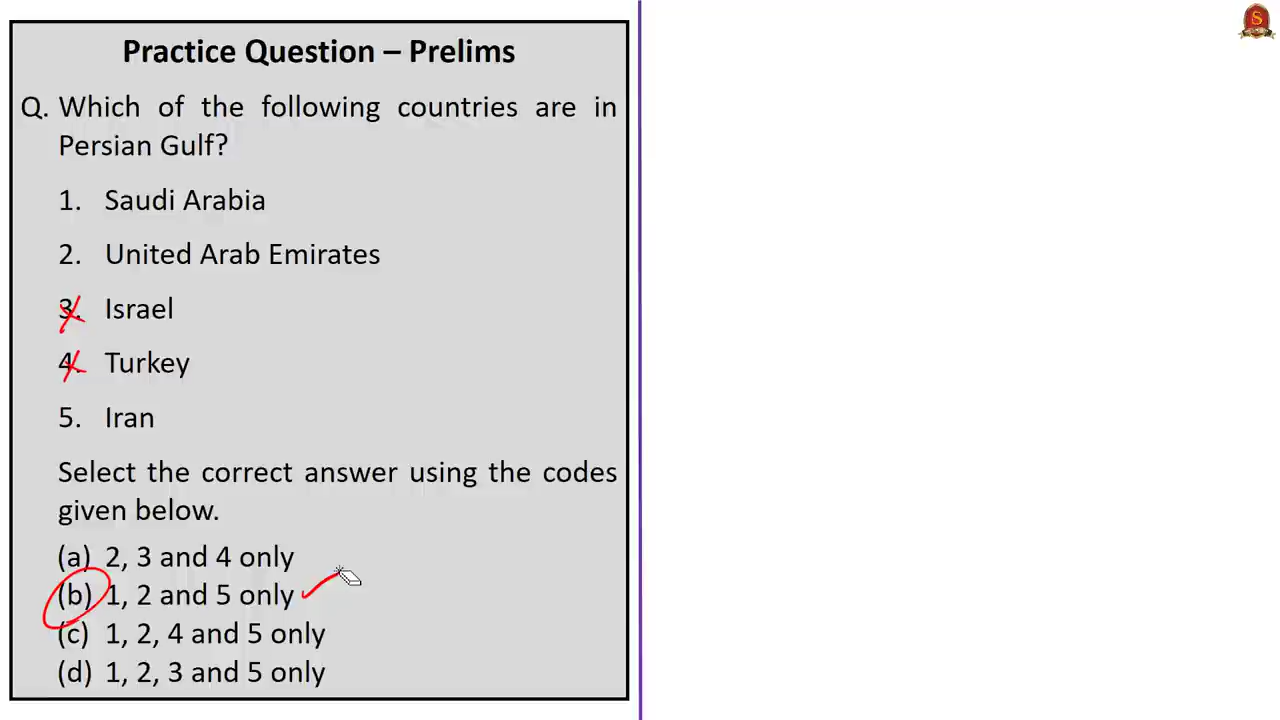 Practice Question – Prelims
Q. Which of the following countries are in
Persian Gulf?
1. Saudi Arabia
2. United Arab Emirates
3. Israel
4. Turkey
5. Iran
Select the correct answer using the codes
given below.
(a) 2, 3 and 4 only
(b) 1, 2 and 5 only
(c) 1, 2, 4 and 5 only
(d) 1, 2, 3 and 5 only
S